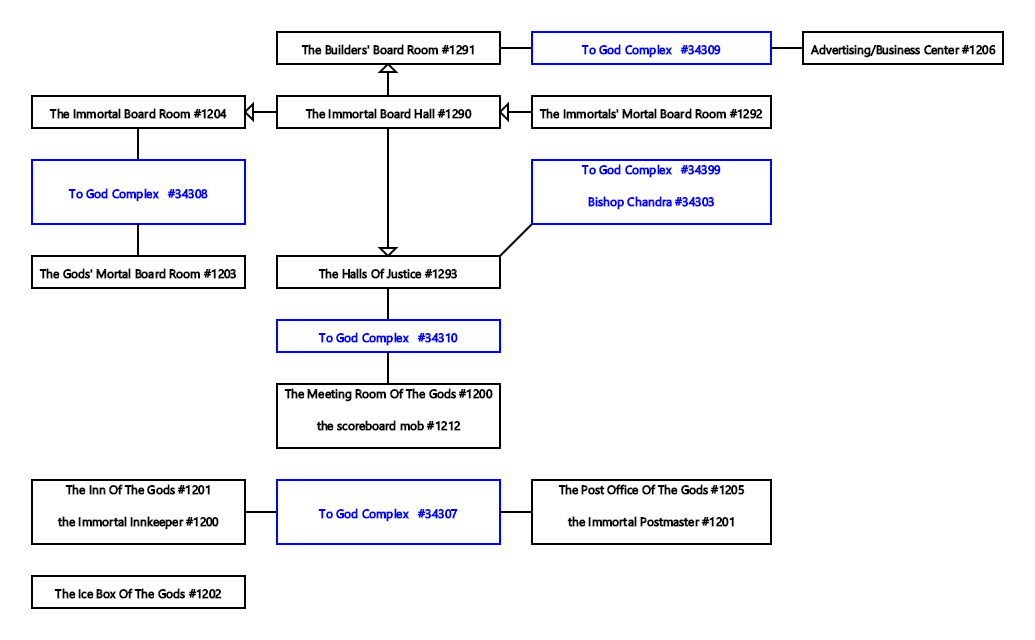 The Builders' Board Room #1291
To God Complex #34309
Advertising/Business Center #1206
The Immortal Board Room #1204
The Immortal Board Hall #1290
The Immortals' Mortal Board Room #1292
To God Complex #34308
To God Complex #34399
Bishop Chandra #34303
The Gods' Mortal Board Room #1203
The Halls Of Justice #1293
To God Complex #34310
The Meeting Room Of The Gods #1200
the scoreboard mob #1212
The Inn Of The Gods #1201
the Immortal Innkeeper #1200
To God Complex #34307
The Post Office Of The Gods #1205
the Immortal Postmaster #1201
The Ice Box Of The Gods #1202